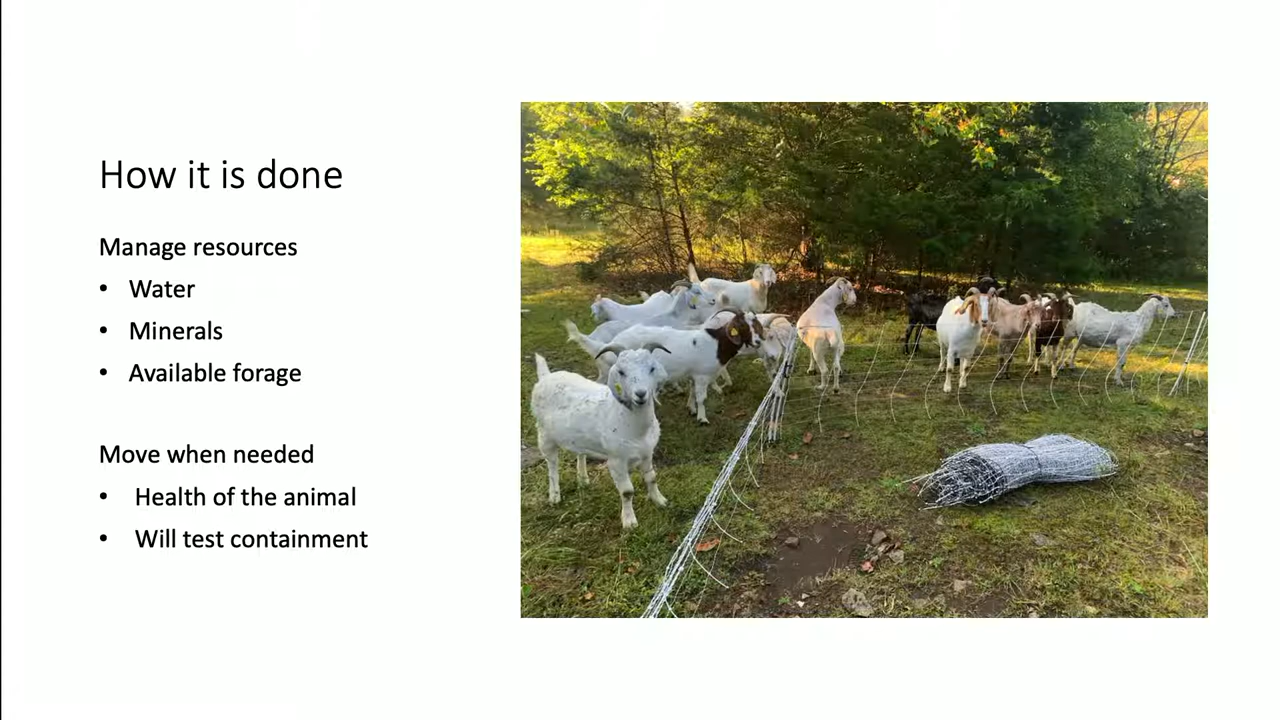 How it is done
Manage resources
• Water
• Minerals
• Available forage
Move when needed
• Health of the animal
• Will test containment